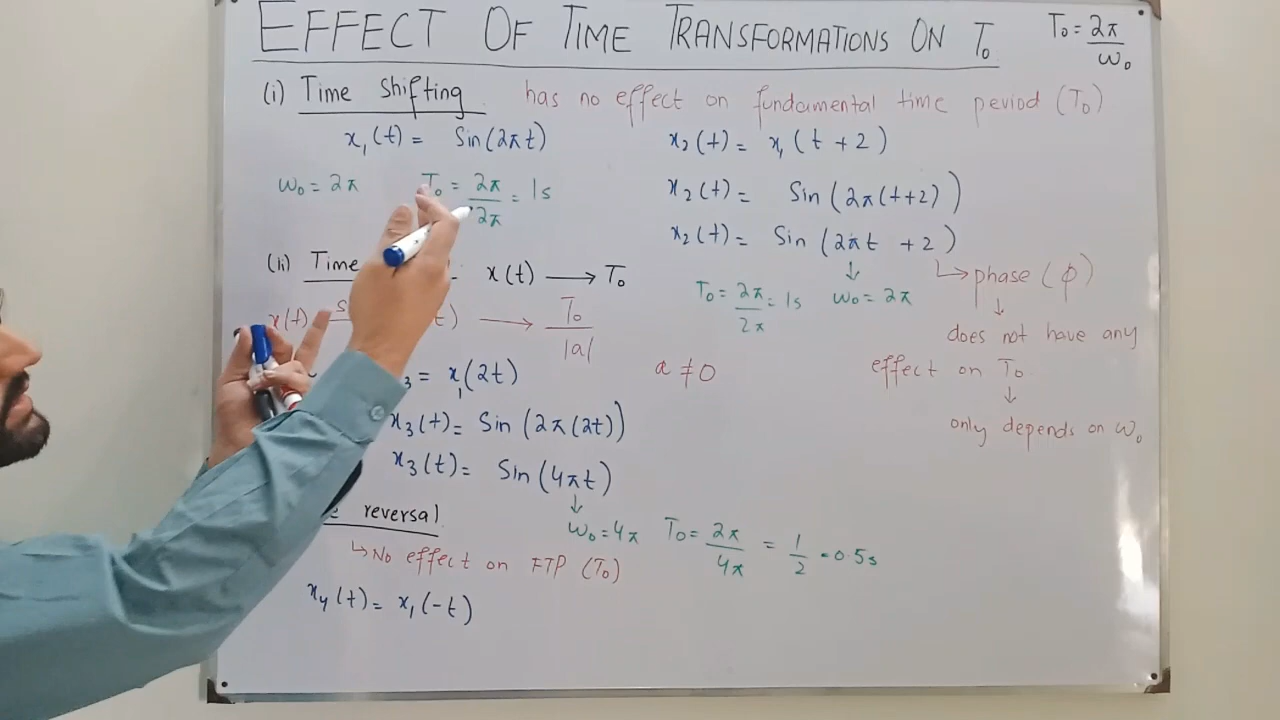 EFFECT OF TIME TRANSFORMATIONS ON T₀
T₀ = 2π/ω₀
(i) Time shifting has no effect on fundamental time period (T₀)
x₁(t) = Sin(2πt)
ω₀ = 2π T₀ = 2π/2π = 1s
x₂(t) = x₁(t+2)
x₂(t) = Sin(2π(t+2))
x₂(t) = Sin(2πt +2)
↳ phase (φ)
↓
does not have any
effect on T₀
↓
only depends on ω₀
↓
T₀ = 2π/2π = 1s ω₀ = 2π
(ii) Time x(t) ⟶ T₀
x(t) t) ⟶ T₀/|a|
a ≠ 0
₃ = x₁(2t)
x₃(t) = Sin(2π(2t))
x₃(t) = Sin(4πt)
↓
ω₀ = 4π T₀ = 2π/4π = 1/2 = 0.5s
reversal
↳ No effect on FTP (T₀)
x₄(t) = x₁(-t)